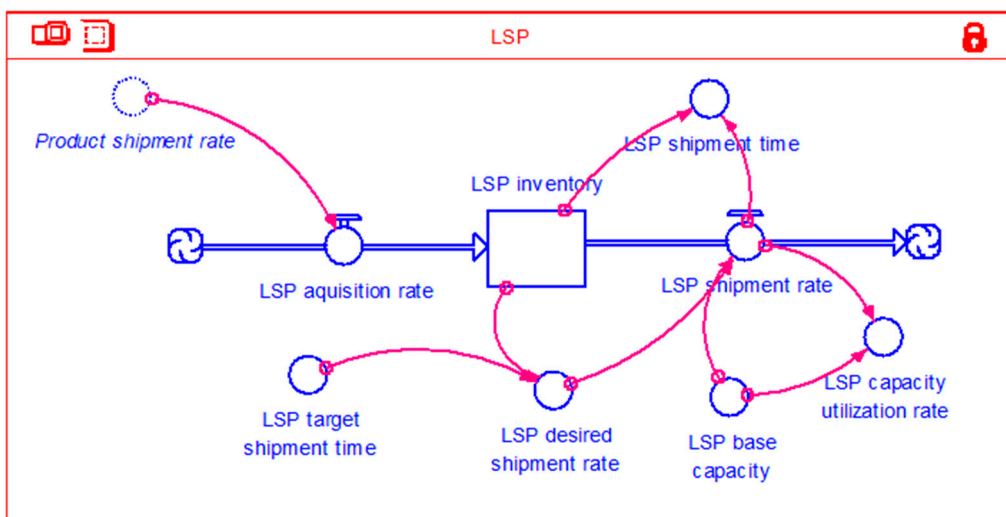 LSP
Product shipment rate
LSP shipment time
LSP inventory
LSP aquisition rate
LSP shipment rate
LSP target
shipment time
LSP desired
shipment rate
LSP base
capacity
LSP capacity
utilization rate